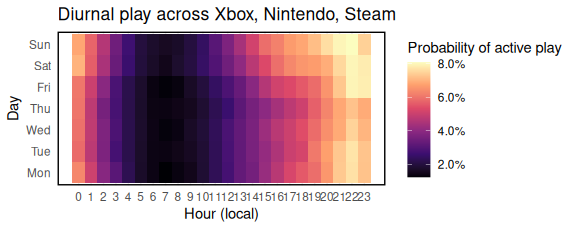 Diurnal play across Xbox, Nintendo, Steam
Probability of active play
8.0%
6.0%
4.0%
2.0%
Day
Sun
Sat
Fri
Thu
Wed
Tue
Mon
0 1 2 3 4 5 6 7 8 9 10 11 12 13 14 15 16 17 18 19 20 21 22 23
Hour (local)